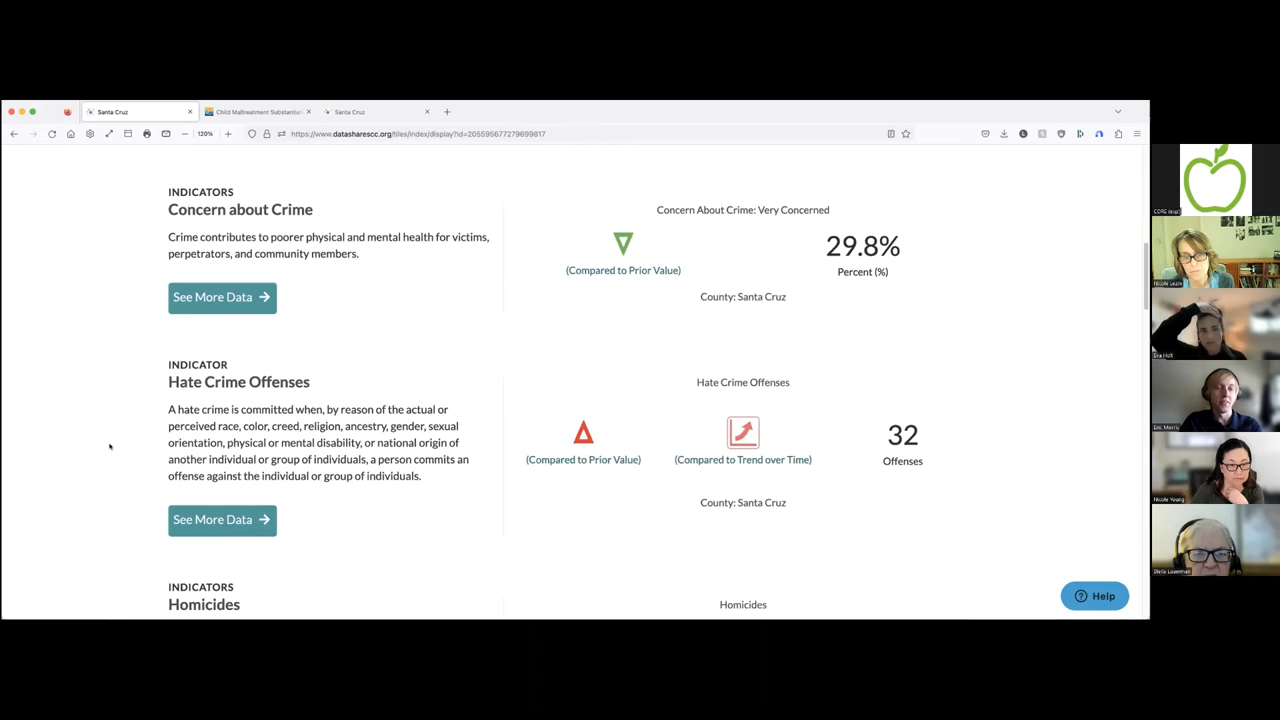 Santa Cruz
Child Maltreatment Substantia
Santa Cruz
120%
https://www.datasharescc.org/tiles/index/display?id=205595677279699817
INDICATORS
Concern about Crime
Crime contributes to poorer physical and mental health for victims,
perpetrators, and community members.
See More Data
Concern About Crime: Very Concerned
(Compared to Prior Value)
29.8%
Percent (%)
County: Santa Cruz
INDICATOR
Hate Crime Offenses
A hate crime is committed when, by reason of the actual or
perceived race, color, creed, religion, ancestry, gender, sexual
orientation, physical or mental disability, or national origin of
another individual or group of individuals, a person commits an
offense against the individual or group of individuals.
See More Data
Hate Crime Offenses
(Compared to Prior Value)
(Compared to Trend over Time)
32
Offenses
County: Santa Cruz
INDICATORS
Homicides
Homicides
Help
Nicole Young